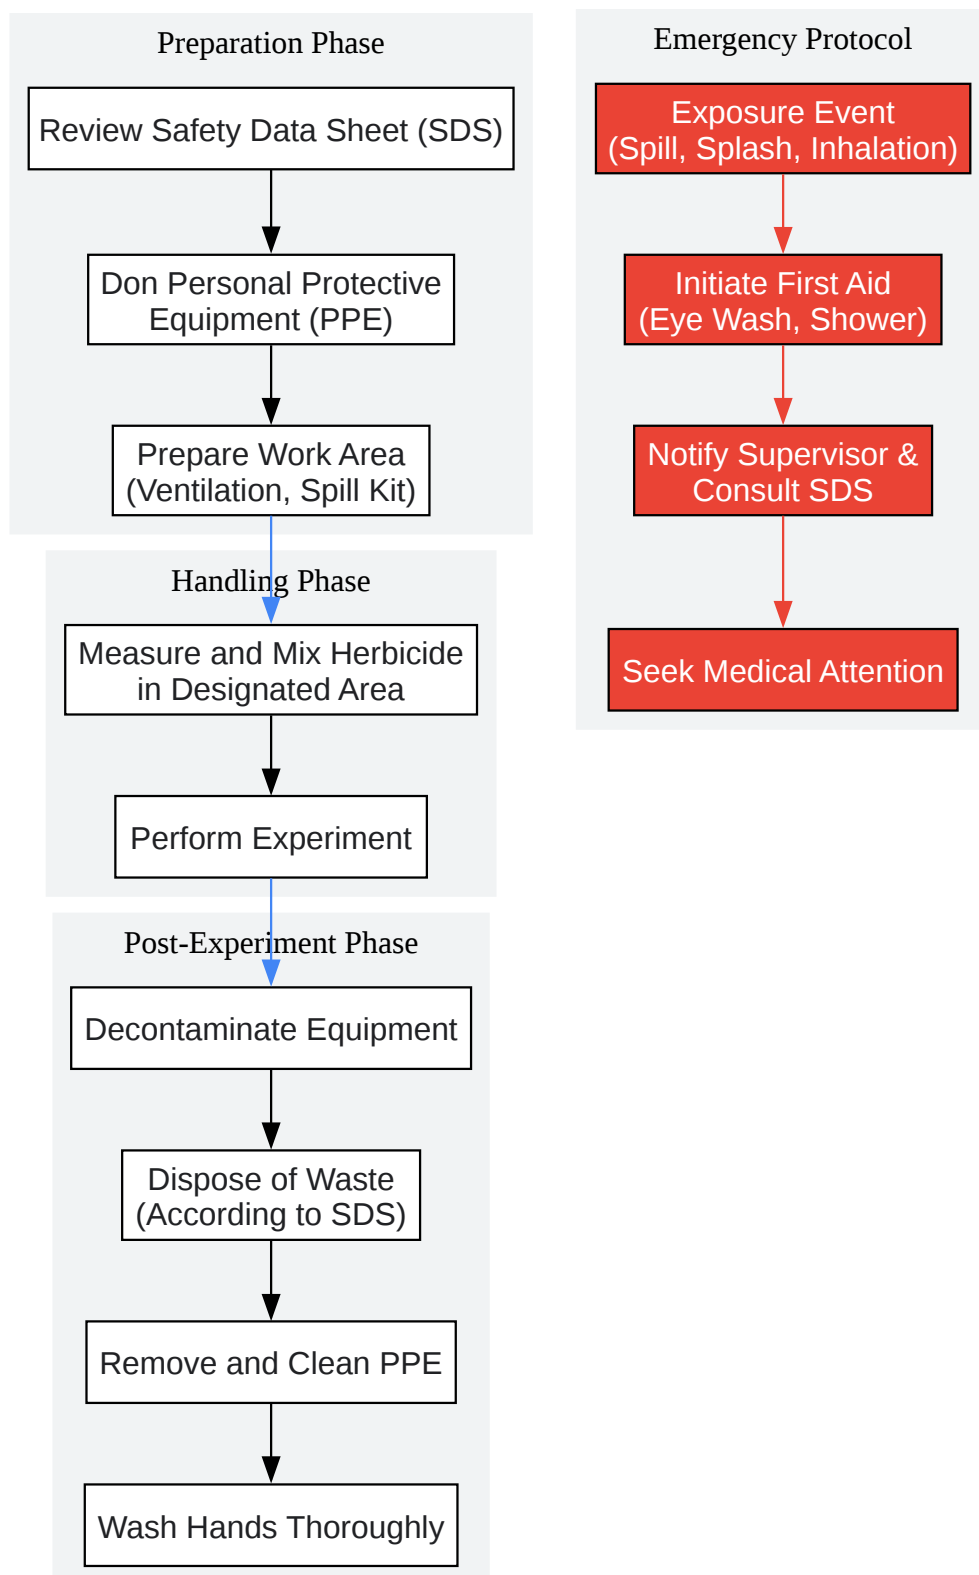 Preparation Phase
Review Safety Data Sheet (SDS)
Don Personal Protective
Equipment (PPE)
Prepare Work Area
(Ventilation, Spill Kit)
Handling Phase
Measure and Mix Herbicide
in Designated Area
Perform Experiment
Post-Experiment Phase
Decontaminate Equipment
Dispose of Waste
(According to SDS)
Remove and Clean PPE
Wash Hands Thoroughly
Emergency Protocol
Exposure Event
(Spill, Splash, Inhalation)
Initiate First Aid
(Eye Wash, Shower)
Notify Supervisor &
Consult SDS
Seek Medical Attention